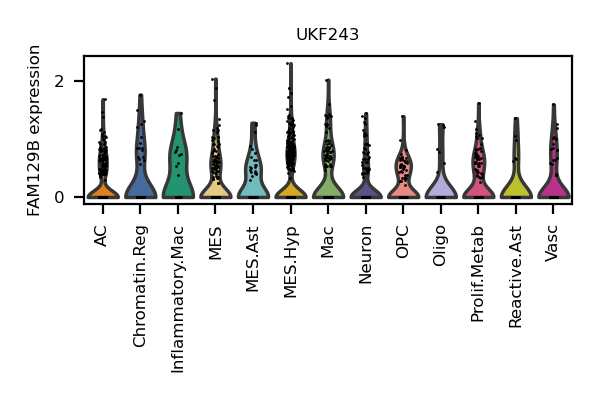 UKF243
FAM129B expression
2
0
AC
Chromatin.Reg
Inflammatory.Mac
MES
MES.Ast
MES.Hyp
Mac
Neuron
OPC
Oligo
Prolif.Metab
Reactive.Ast
Vasc